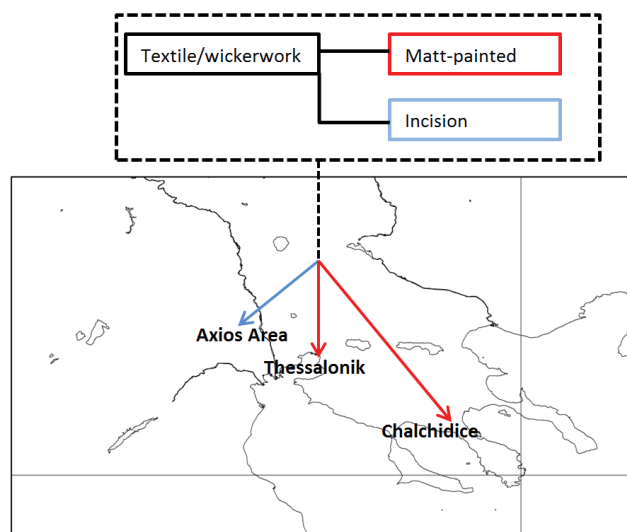 Textile/wickerwork
Matt-painted
Incision
Axios Area
Thessalonik
Chalchidice